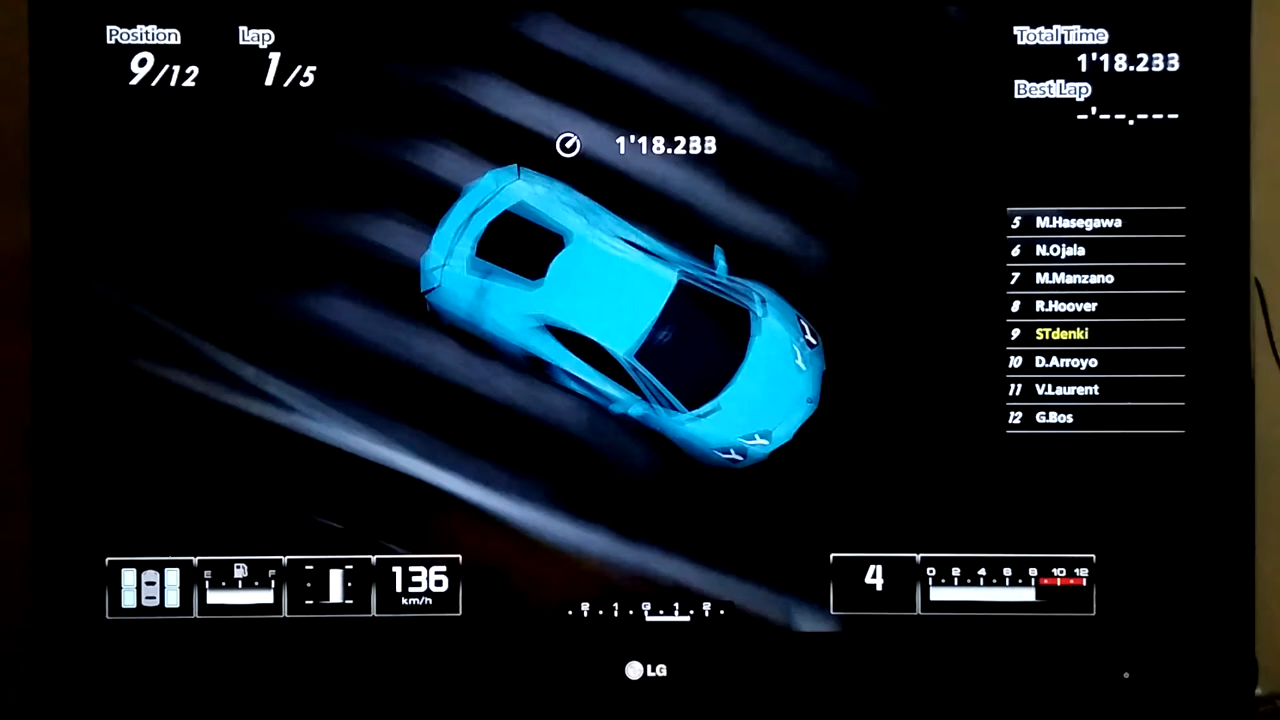 Position
9/12
Lap
1/5
Total Time
1'18.233
Best Lap
-'--.---
1'18.233
5 M.Hasegawa
6 N.Ojala
7 M.Manzano
8 R.Hoover
9 STdenki
10 D.Arroyo
11 V.Laurent
12 G.Bos
E F
136
km/h
2 1 G 1 2
4
0 2 4 6 8 10 12
LG